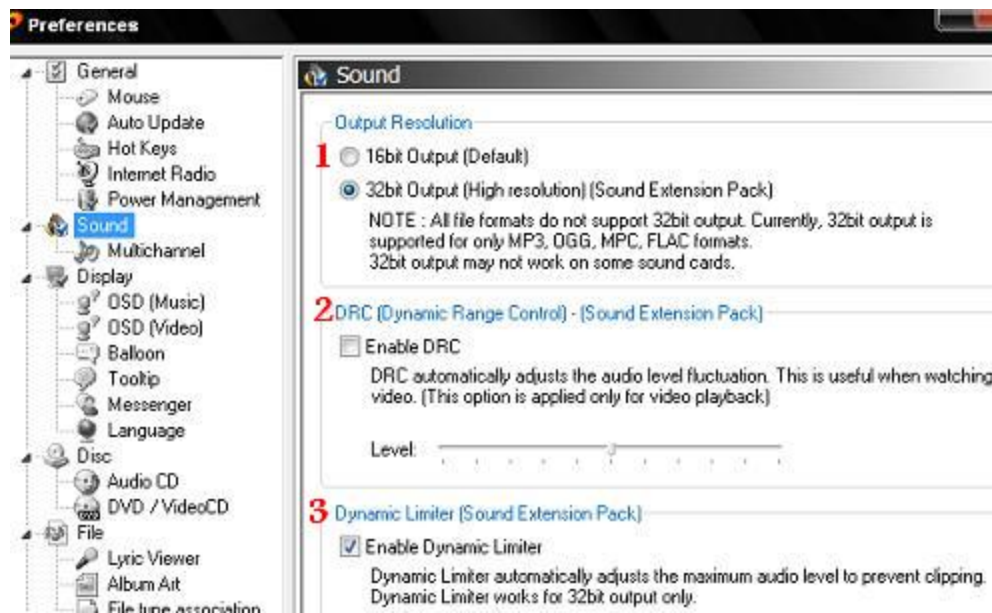 Preferences
General
Mouse
Auto Update
Hot Keys
Internet Radio
Power Management
Sound
Multichannel
Display
OSD (Music)
OSD (Video)
Balloon
Tooltip
Messenger
Language
Disc
Audio CD
DVD / VideoCD
File
Lyric Viewer
Album Art
File type association
Sound
Output Resolution
1 16bit Output (Default)
32bit Output (High resolution) (Sound Extension Pack)
NOTE : All file formats do not support 32bit output. Currently, 32bit output is
supported for only MP3, OGG, MPC, FLAC formats.
32bit output may not work on some sound cards.
2 DRC (Dynamic Range Control) - (Sound Extension Pack)
Enable DRC
DRC automatically adjusts the audio level fluctuation. This is useful when watching
video. (This option is applied only for video playback)
Level:
3 Dynamic Limiter (Sound Extension Pack)
Enable Dynamic Limiter
Dynamic Limiter automatically adjusts the maximum audio level to prevent clipping.
Dynamic Limiter works for 32bit output only.